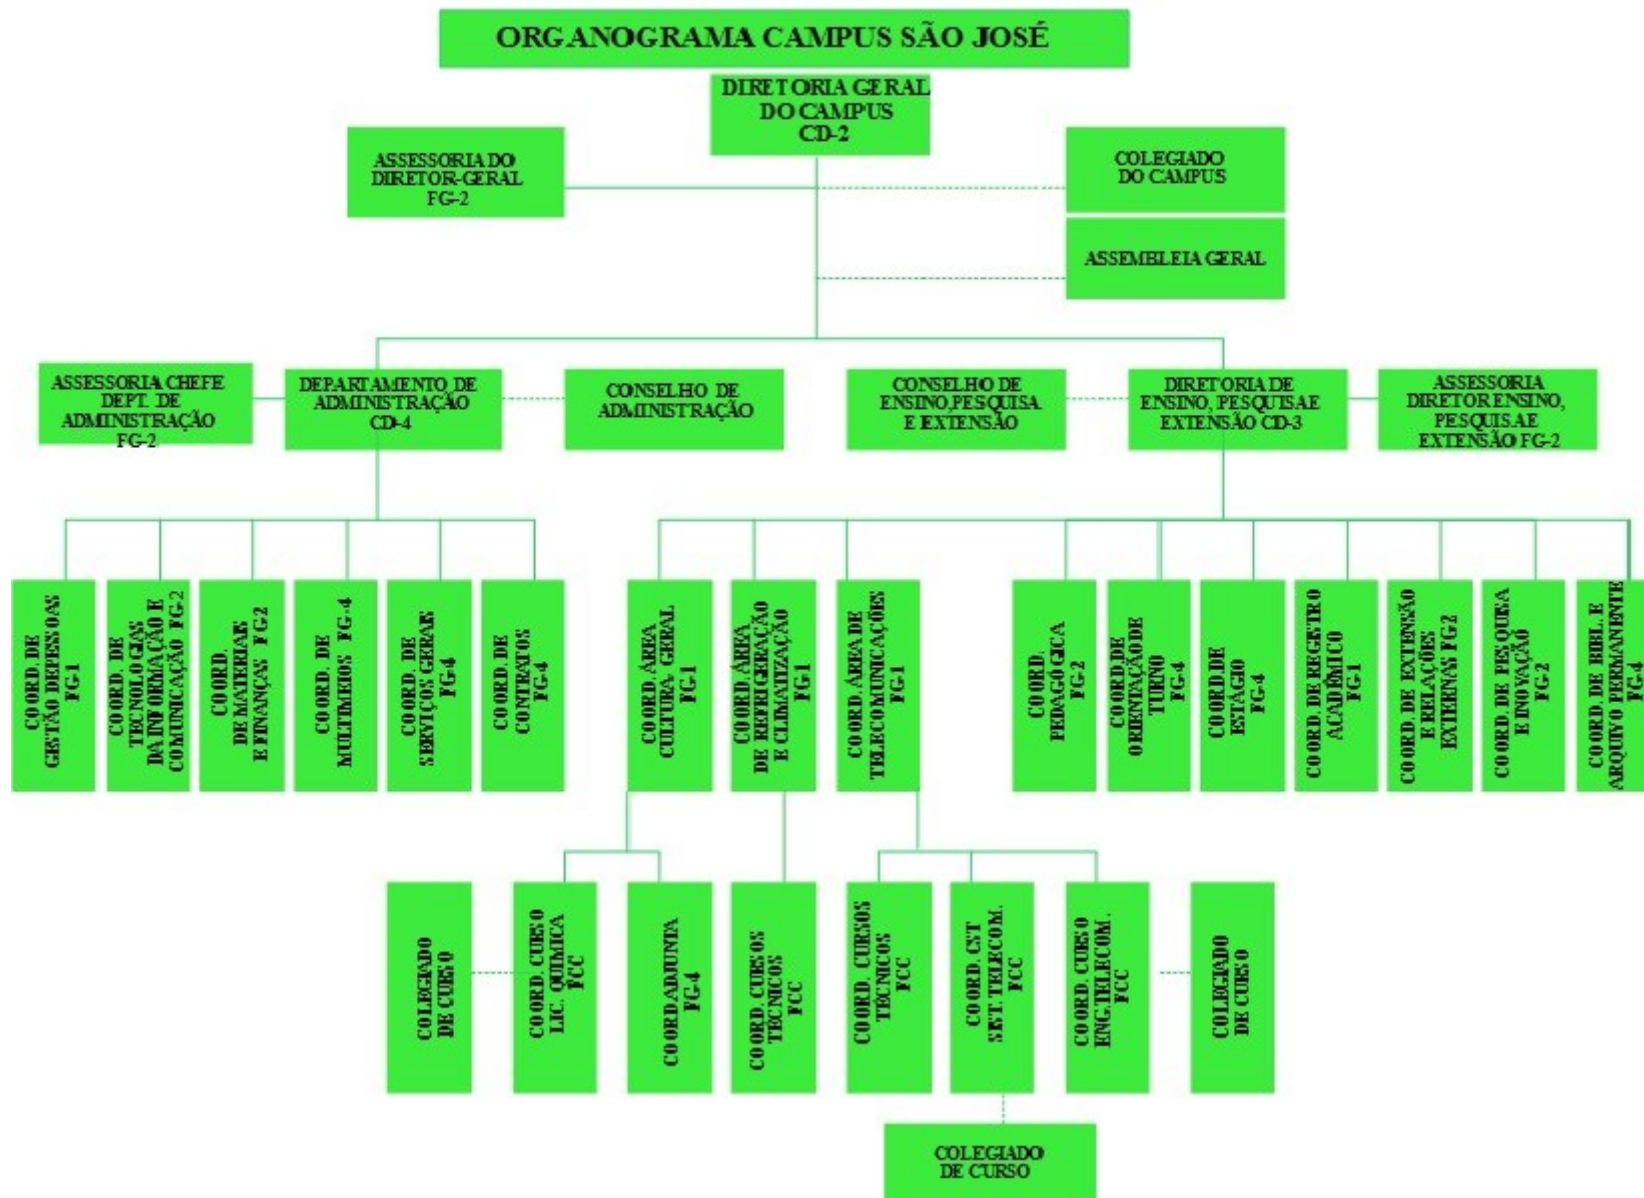 ORGANOGRAMA CAMPUS SÃO JOSÉ
DIRETORIA GERAL
DO CAMPUS
CD-2
ASSESSORIA DO
DIRETOR-GERAL
FG-2
COLEGIADO
DO CAMPUS
ASSEMBLEIA GERAL
ASSESSORIA CHEFE
DEPT. DE
ADMINISTRAÇÃO
FG-2
DEPARTAMENTO DE
ADMINISTRAÇÃO
CD-4
CONSELHO DE
ADMINISTRAÇÃO
CONSELHO DE
ENSINO, PESQUISA
E EXTENSÃO
DIRETORIA DE
ENSINO, PESQUISA E
EXTENSÃO CD-3
ASSESSORIA
DIRETOR ENSINO,
PESQUISA E
EXTENSÃO FG-2
COORD. DE
GESTÃO DE PESSOAS
FG-1
COORD. DE
TECNOLOGIAS
DA INFORMAÇÃO E
COMUNICAÇÃO FG-2
COORD.
DE MATERIAIS
E FINANÇAS FG2
COORD. DE
MULTIMEIOS FG-4
COORD. DE
SERVIÇOS GERAIS
FG-4
COORD. DE
CONTRATOS
FG-4
COORD. ÁREA
CULTURA GERAL
FG-1
COORD. ÁREA
DE REFRIGERAÇÃO
E CLIMATIZAÇÃO
FG-1
COORD. ÁREA DE
TELECOMUNICAÇÕES
FG-1
COORD.
PEDAGÓGICA
FG-2
COORD. DE
ORIENTAÇÃO DE
TURNO
FG-4
COORD. DE
ESTÁGIO
FG-4
COORD. DE REGISTRO
ACADÊMICO
FG-1
COORD. DE EXTENSÃO
E RELAÇÕES
EXTERNAS FG2
COORD. DE PESQUISA
E INOVAÇÃO
FG-2
COORD. DE BIBL. E
ARQUIVO PERMANENTE
FG-4
COLEGIADO
DE CURSO
COORD. CURSO
LIC. QUÍMICA
FCC
COORD ADJUNTA
FG-4
COORD. CURSOS
TÉCNICOS
FCC
COORD. CURSOS
TÉCNICOS
FCC
COORD. CST
SIST. TELECOM.
FCC
COORD. CURSO
ENG.TELECOM.
FCC
COLEGIADO
DE CURSO
COLEGIADO
DE CURSO